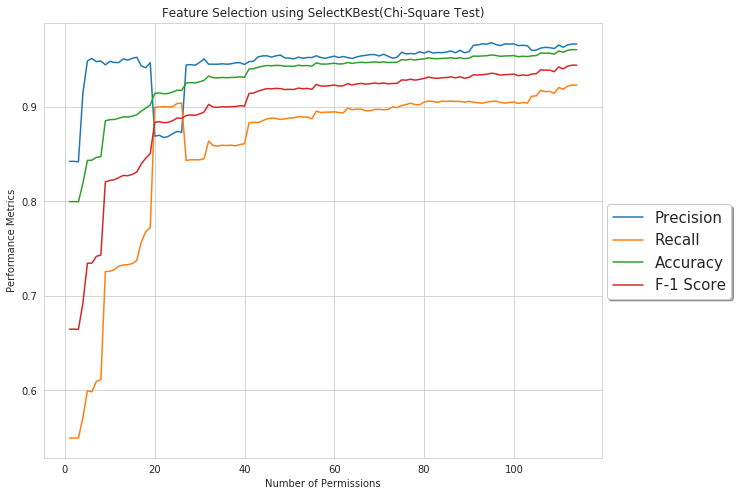 Feature Selection using SelectKBest(Chi-Square Test)
Performance Metrics
0.9
0.8
0.7
0.6
0 20 40 60 80 100
Number of Permissions
Precision
Recall
Accuracy
F-1 Score